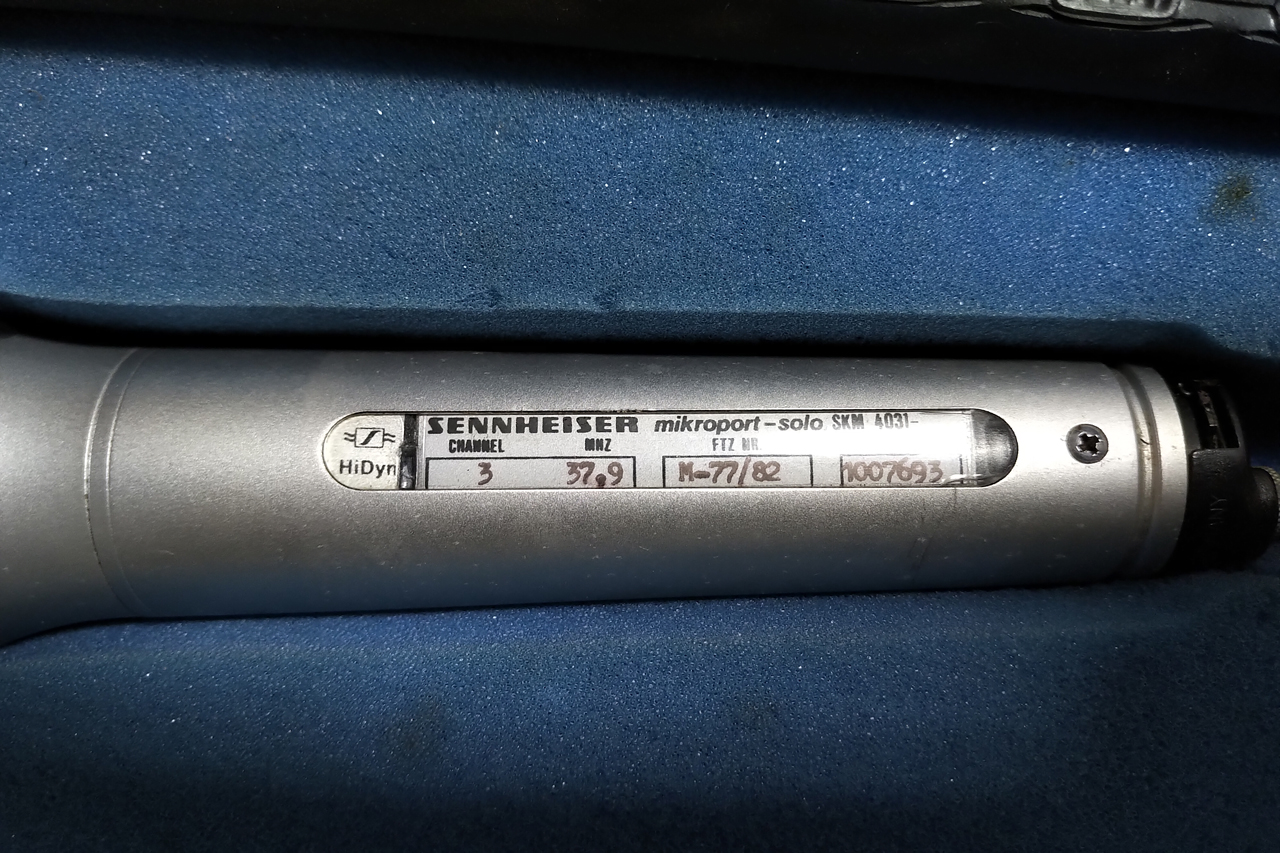 SENNHEISER mikroport-solo SKM 4031-
CHANNEL MHZ FTZ NR.
HiDyn
3 37,9 M-77/82 1007693